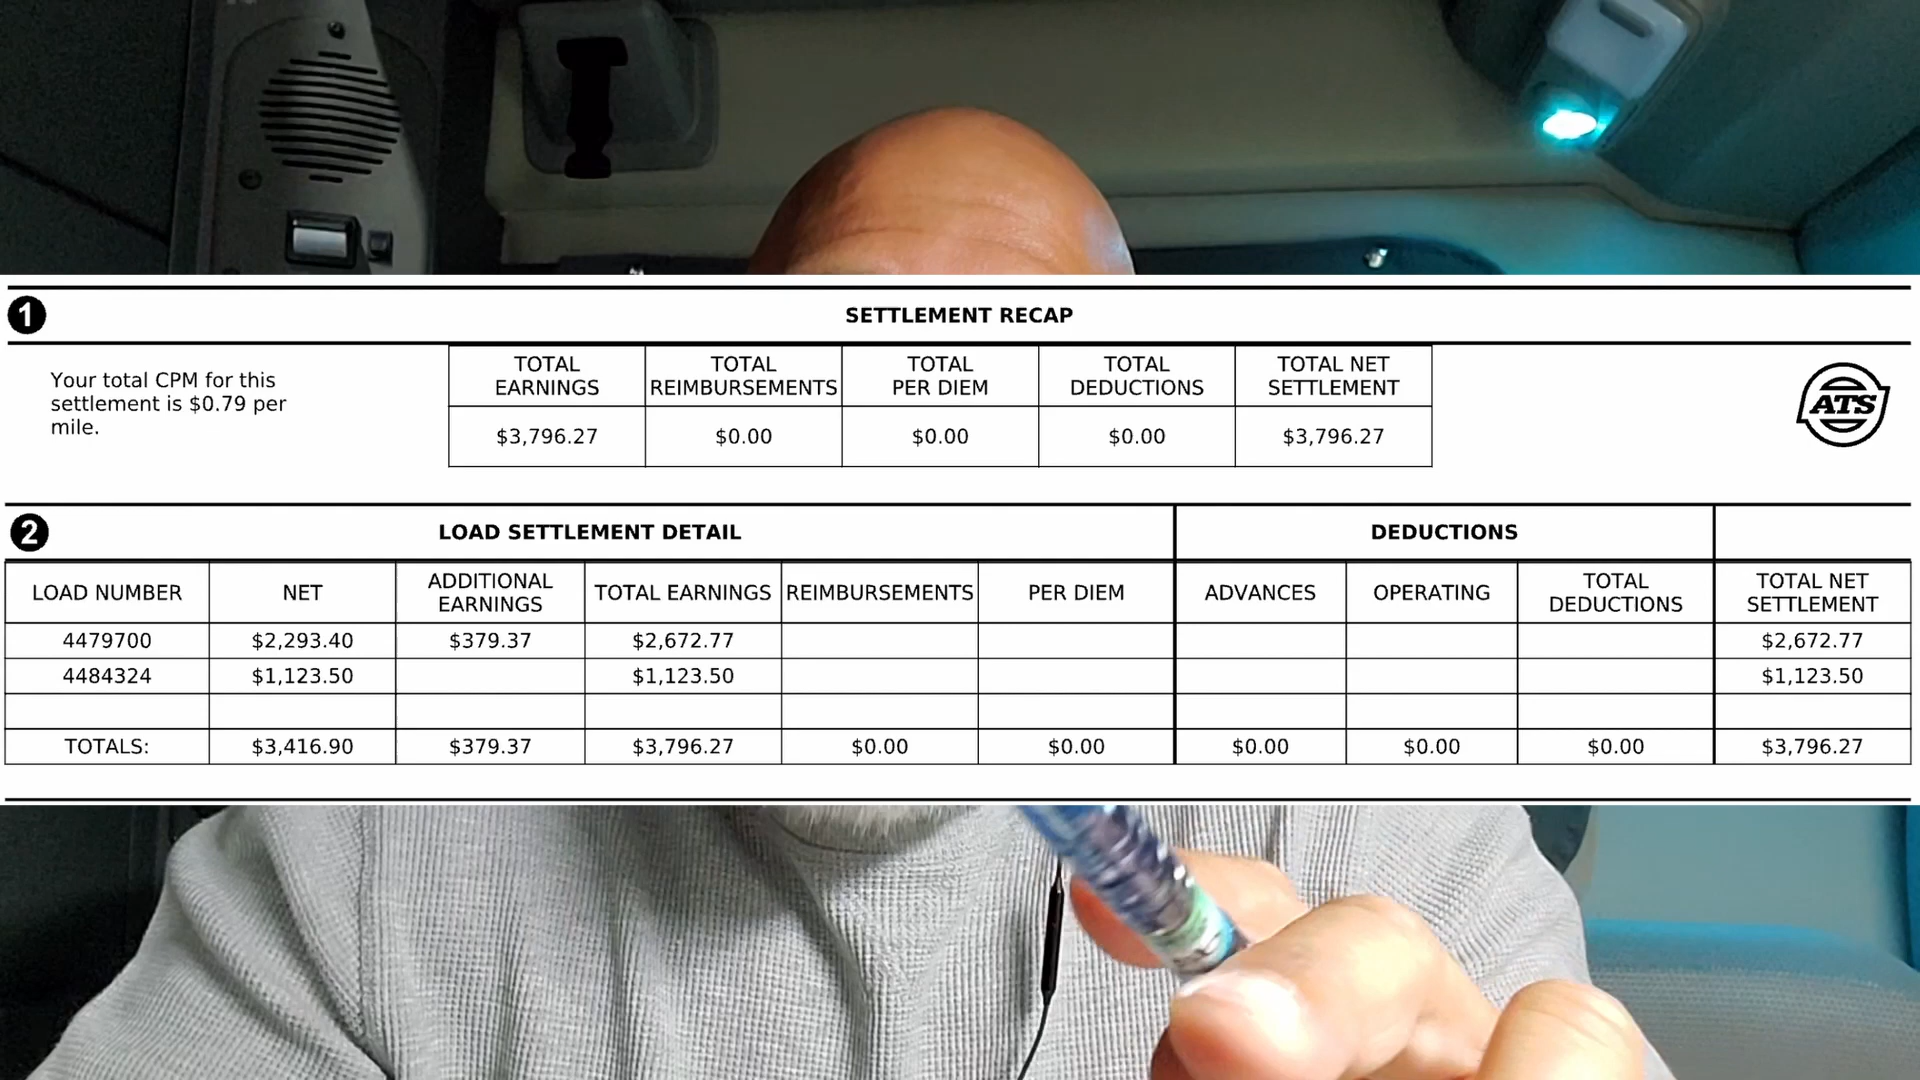 1 SETTLEMENT RECAP
Your total CPM for this
settlement is $0.79 per
mile.
TOTAL EARNINGS TOTAL REIMBURSEMENTS TOTAL PER DIEM TOTAL DEDUCTIONS TOTAL NET SETTLEMENT
$3,796.27 $0.00 $0.00 $0.00 $3,796.27
ATS
2 LOAD SETTLEMENT DETAIL DEDUCTIONS
LOAD NUMBER NET ADDITIONAL EARNINGS TOTAL EARNINGS REIMBURSEMENTS PER DIEM ADVANCES OPERATING TOTAL DEDUCTIONS TOTAL NET SETTLEMENT
4479700 $2,293.40 $379.37 $2,672.77 $2,672.77
4484324 $1,123.50 $1,123.50 $1,123.50
TOTALS: $3,416.90 $379.37 $3,796.27 $0.00 $0.00 $0.00 $0.00 $0.00 $3,796.27